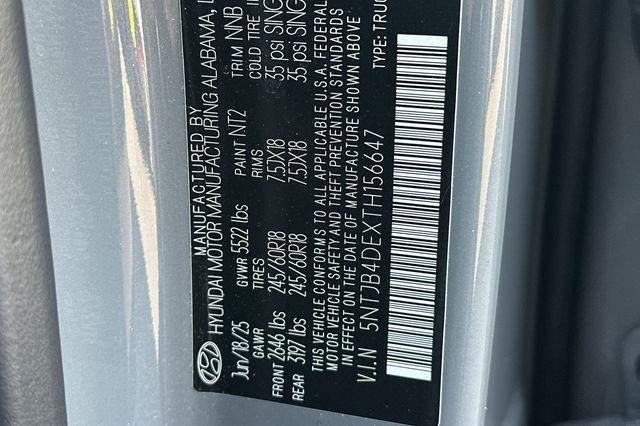 MANUFACTURED BY
HYUNDAI MOTOR MANUFACTURING ALABAMA,
Jun/18/25 GVWR 5522 lbs PAINT NT2 TRIM NNB
GAWR TIRES RIMS COLD TIRE
FRONT 2646 lbs 245/60R18 7.5JX18 35 psi SING
REAR 3197 lbs 245/60R18 7.5JX18 35 psi SING
THIS VEHICLE CONFORMS TO ALL APPLICABLE U.S.A. FEDERAL
MOTOR VEHICLE SAFETY AND THEFT PREVENTION STANDARDS
IN EFFECT ON THE DATE OF MANUFACTURE SHOWN ABOVE
V.I.N 5NTJB4DEXTH156647 TYPE: TRUC